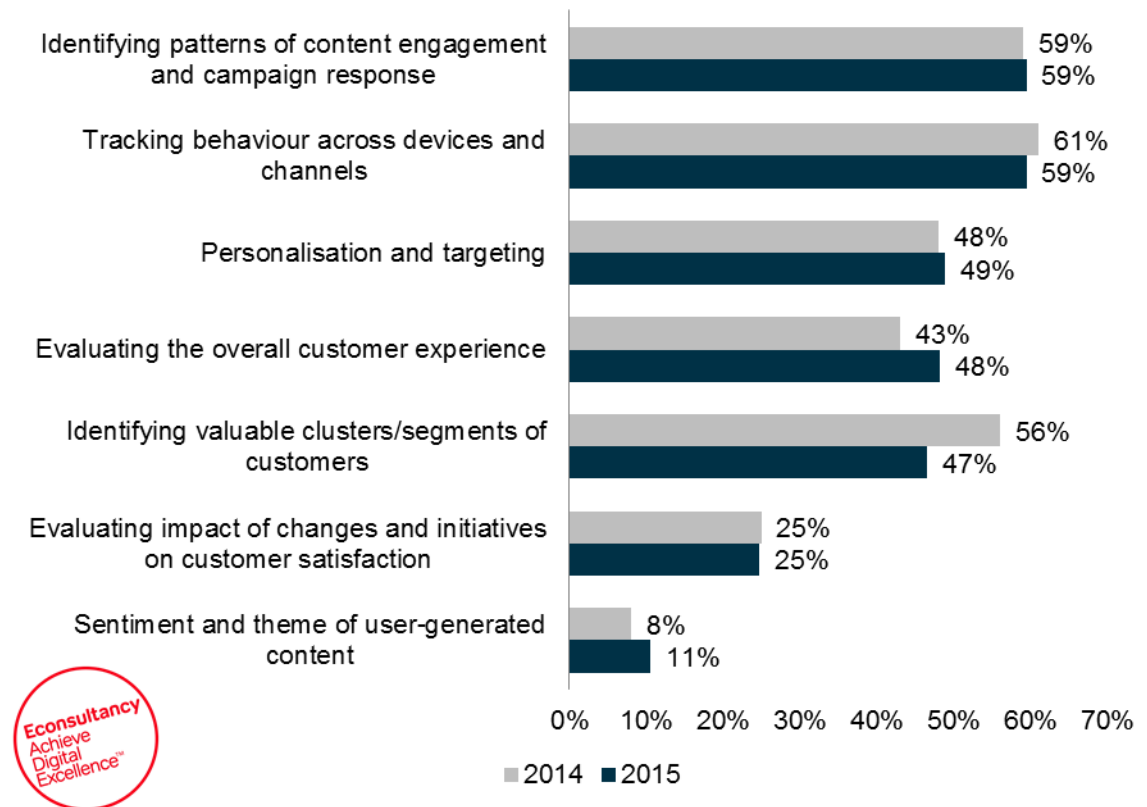 Identifying patterns of content engagement
and campaign response
59%
59%
Tracking behaviour across devices and
channels
61%
59%
Personalisation and targeting
48%
49%
Evaluating the overall customer experience
43%
48%
Identifying valuable clusters/segments of
customers
56%
47%
Evaluating impact of changes and initiatives
on customer satisfaction
25%
25%
Sentiment and theme of user-generated
content
8%
11%
0% 10% 20% 30% 40% 50% 60% 70%
2014 2015
Econsultancy
Achieve
Digital
Excellence™